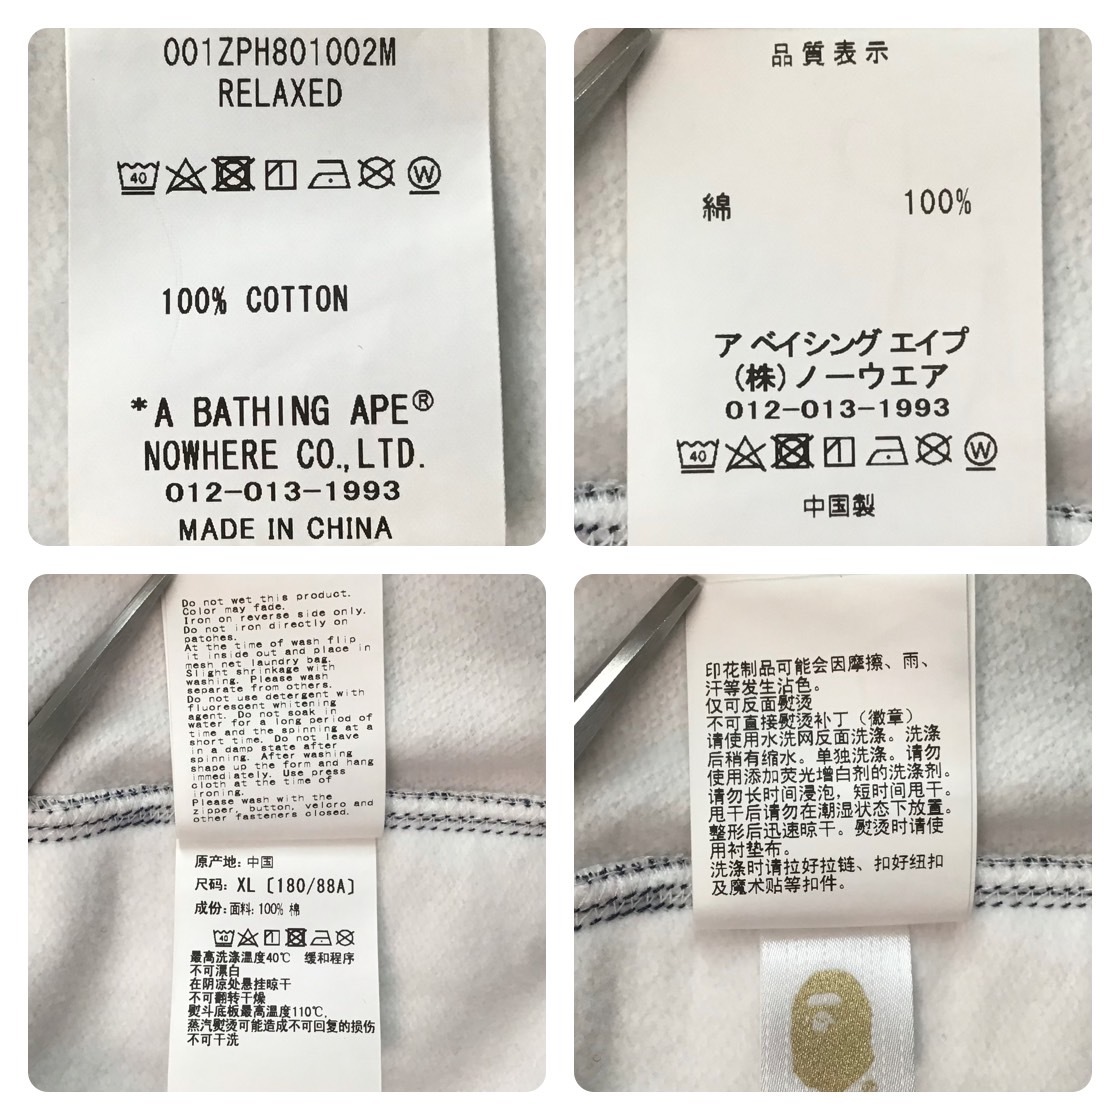 001ZPH801002M
RELAXED
40
W
100% COTTON
*A BATHING APE®
NOWHERE CO.,LTD.
012-013-1993
MADE IN CHINA
品質表示
綿 100%
ア ベイシング エイプ
(株)ノーウエア
012-013-1993
40
W
中国製
Do not wet this product.
Color may fade.
Iron on reverse side only.
Do not iron directly on
patches.
At the time of wash flip
it inside out and place in
mesh net laundry bag.
Slight shrinkage with
washing. Please wash
separate from others.
Do not use detergent with
fluorescent whitening
agent. Do not soak in
water for a long period of
time and the spinning at a
short time. Do not leave
in a damp state after
spinning. After washing
shape up the form and hang
immediately. Use press
cloth at the time of
ironing.
Please wash with the
zipper, button, velcro and
other fasteners closed.
原产地: 中国
尺码: XL [180/88A]
成份: 面料: 100% 棉
40
最高洗涤温度40℃ 缓和程序
不可漂白
在阴凉处悬挂晾干
不可翻转干燥
熨斗底板最高温度110℃.
蒸汽熨烫可能造成不可回复的损伤
不可干洗
印花制品可能会因摩擦、雨、
汗等发生沾色。
仅可反面熨烫
不可直接熨烫补丁（徽章）
请使用水洗网反面洗涤。洗涤
后稍有缩水。单独洗涤。请勿
使用添加荧光增白剂的洗涤剂。
请勿长时间浸泡，短时间甩干。
甩干后请勿在潮湿状态下放置。
整形后迅速晾干。熨烫时请使
用衬垫布。
洗涤时请拉好拉链、扣好纽扣
及魔术贴等扣件。